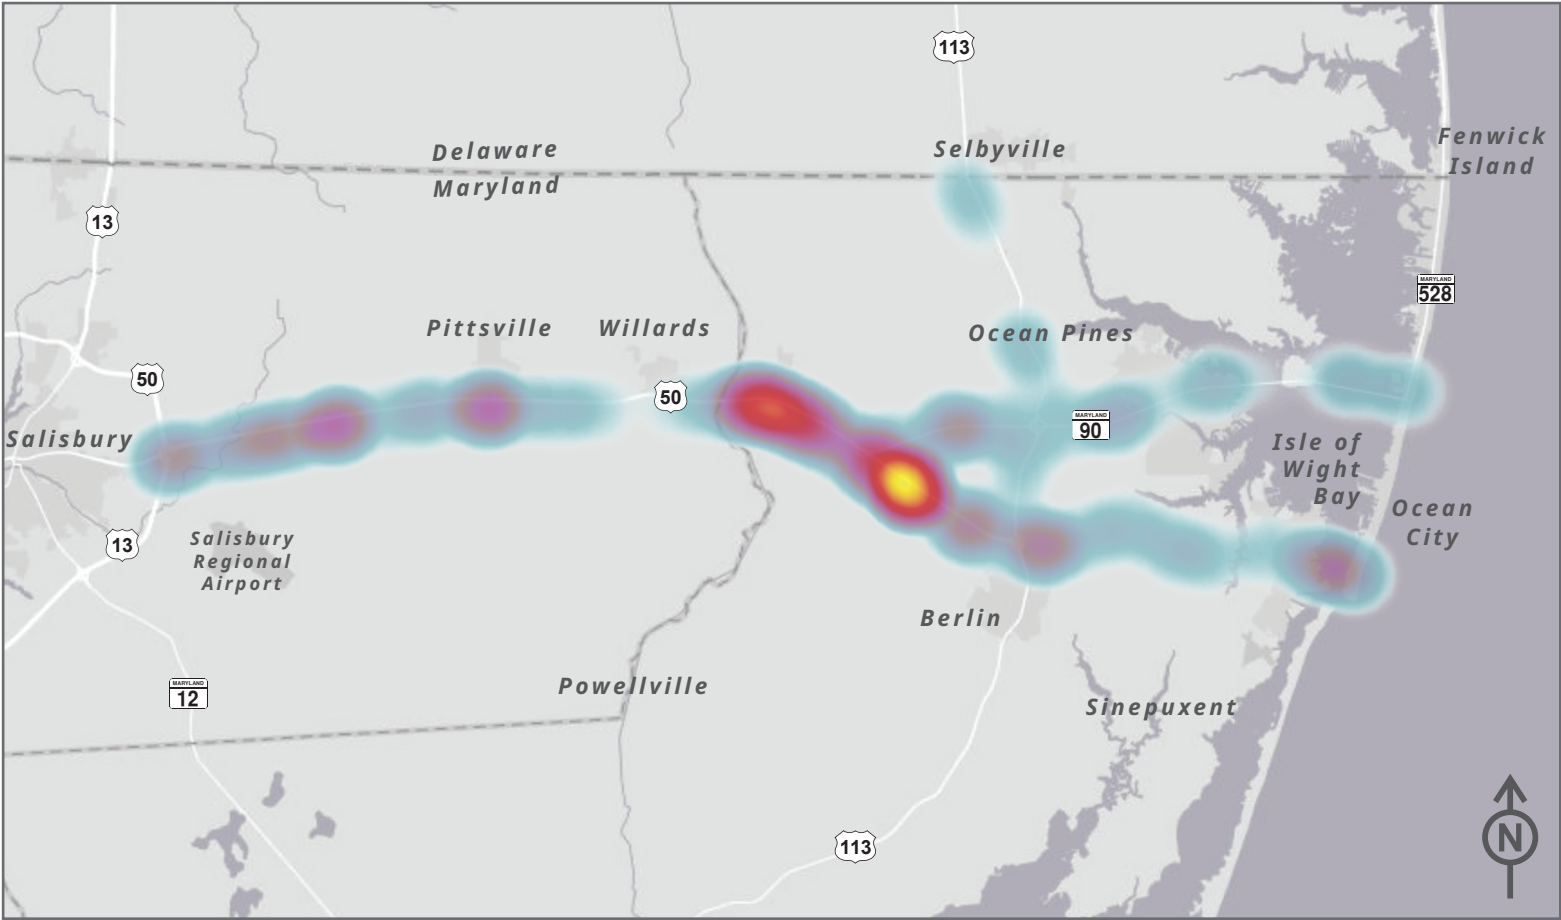 113
Delaware
Selbyville
Fenwick
Island
Maryland
13
MARYLAND
528
Pittsville
Willards
Ocean Pines
50
50
MARYLAND
90
Salisbury
Isle of
Wight
Bay
Ocean
City
13
Salisbury
Regional
Airport
Berlin
MARYLAND
12
Powellville
Sinepuxent
113
N